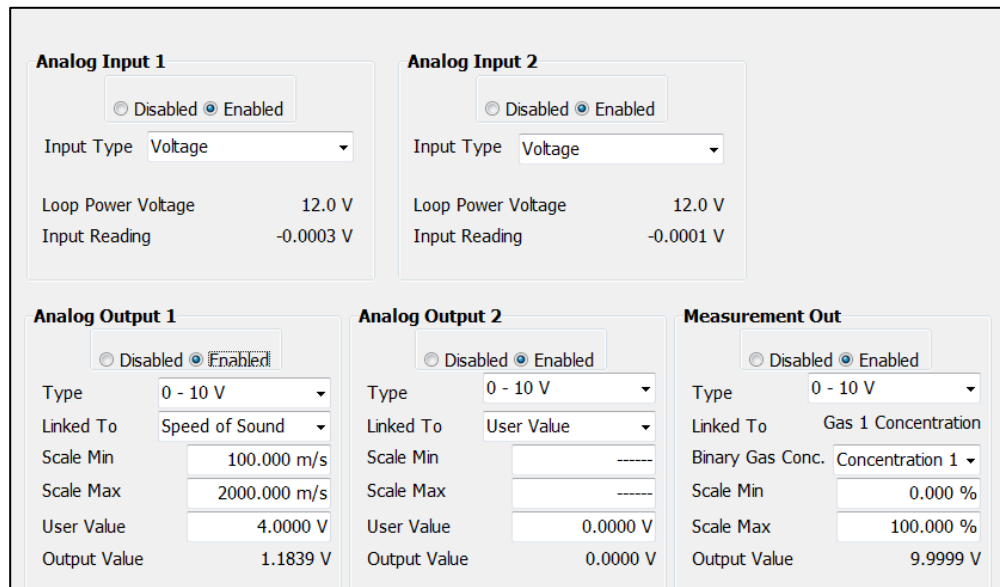 Analog Input 1
Disabled Enabled
Input Type Voltage
Loop Power Voltage 12.0 V
Input Reading -0.0003 V
Analog Input 2
Disabled Enabled
Input Type Voltage
Loop Power Voltage 12.0 V
Input Reading -0.0001 V
Analog Output 1
Disabled Enabled
Type 0 - 10 V
Linked To Speed of Sound
Scale Min 100.000 m/s
Scale Max 2000.000 m/s
User Value 4.0000 V
Output Value 1.1839 V
Analog Output 2
Disabled Enabled
Type 0 - 10 V
Linked To User Value
Scale Min ------
Scale Max ------
User Value 0.0000 V
Output Value 0.0000 V
Measurement Out
Disabled Enabled
Type 0 - 10 V
Linked To Gas 1 Concentration
Binary Gas Conc. Concentration 1
Scale Min 0.000 %
Scale Max 100.000 %
Output Value 9.9999 V